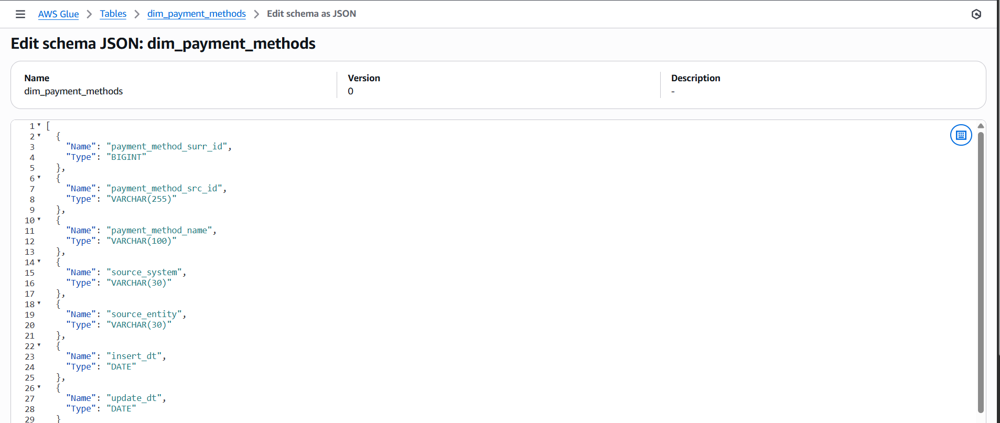 AWS Glue > Tables > dim_payment_methods > Edit schema as JSON
Edit schema JSON: dim_payment_methods
Name Version Description
dim_payment_methods 0 -
1 [
2 {
3 "Name": "payment_method_surr_id",
4 "Type": "BIGINT"
5 },
6 {
7 "Name": "payment_method_src_id",
8 "Type": "VARCHAR(255)"
9 },
10 {
11 "Name": "payment_method_name",
12 "Type": "VARCHAR(100)"
13 },
14 {
15 "Name": "source_system",
16 "Type": "VARCHAR(30)"
17 },
18 {
19 "Name": "source_entity",
20 "Type": "VARCHAR(30)"
21 },
22 {
23 "Name": "insert_dt",
24 "Type": "DATE"
25 },
26 {
27 "Name": "update_dt",
28 "Type": "DATE"
29 }